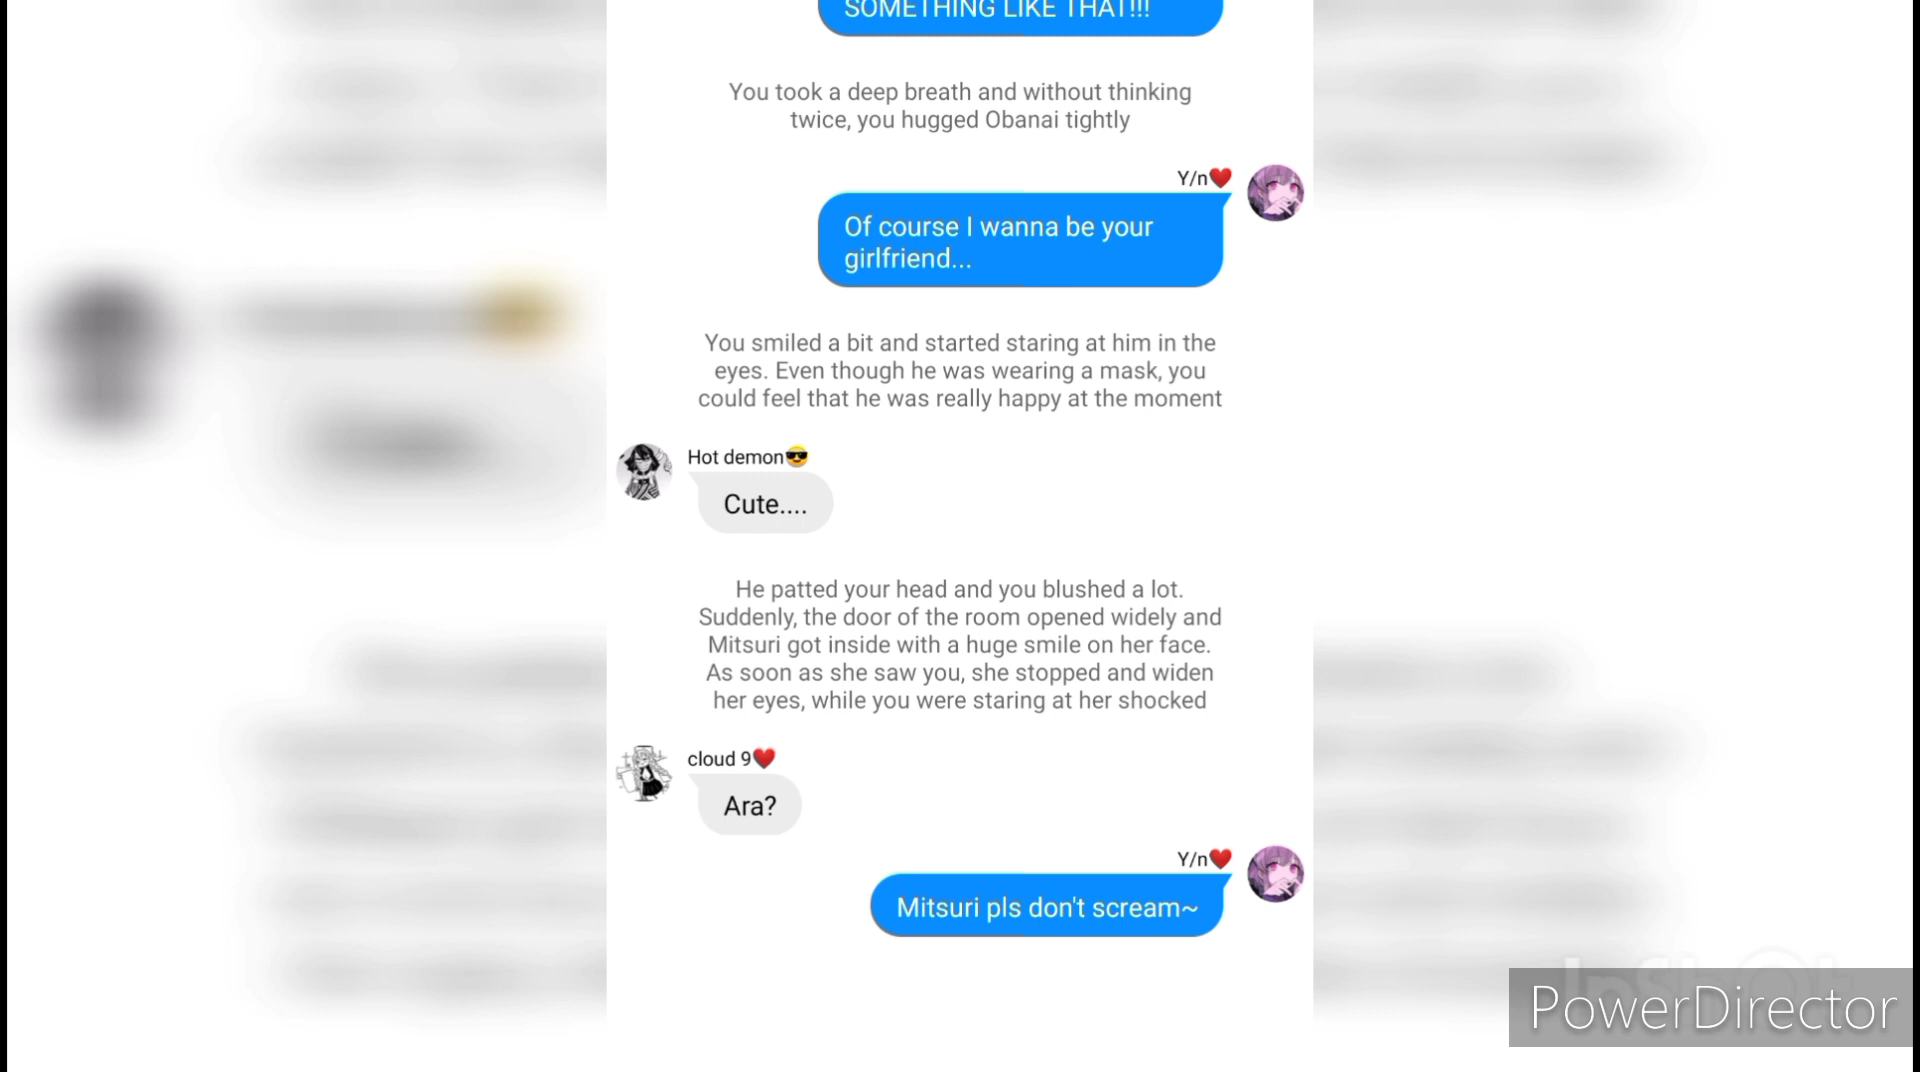 SOMETHING LIKE THAT!!!
You took a deep breath and without thinking
twice, you hugged Obanai tightly
Y/n❤️
Of course I wanna be your
girlfriend...
You smiled a bit and started staring at him in the
eyes. Even though he was wearing a mask, you
could feel that he was really happy at the moment
Hot demon😎
Cute....
He patted your head and you blushed a lot.
Suddenly, the door of the room opened widely and
Mitsuri got inside with a huge smile on her face.
As soon as she saw you, she stopped and widen
her eyes, while you were staring at her shocked
cloud 9❤️
Ara?
Y/n❤️
Mitsuri pls don't scream~
InShOt
PowerDirector